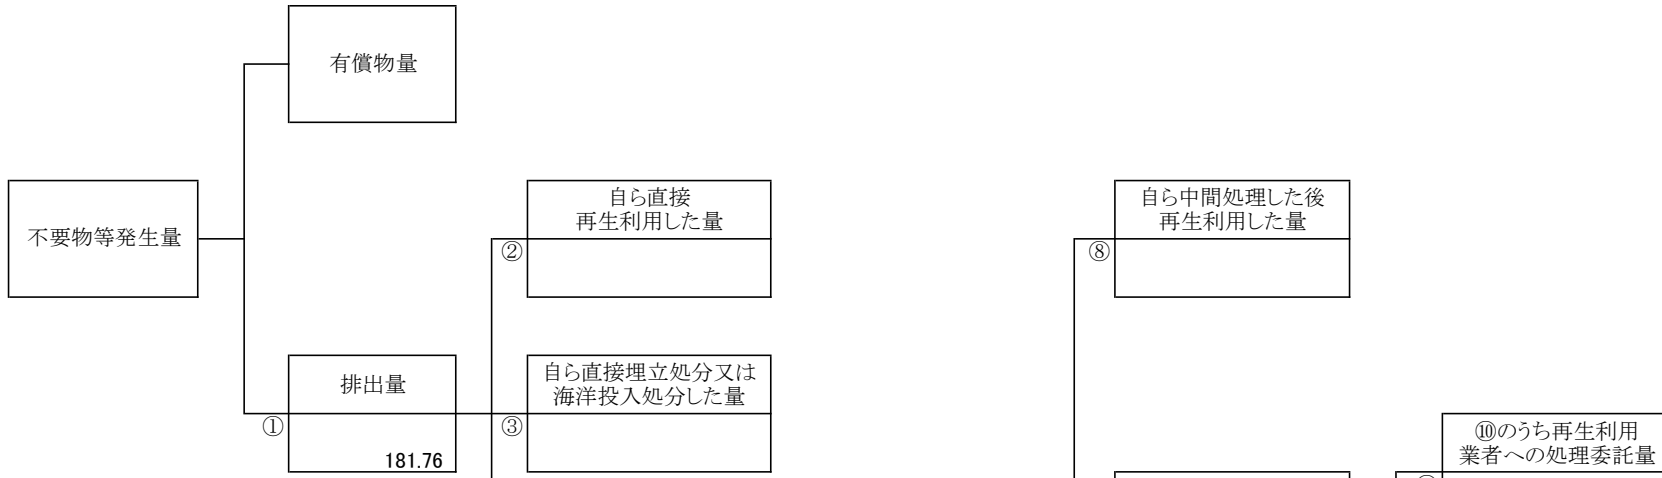 有償物量
不要物等発生量
自ら直接
再生利用した量
②
自ら中間処理した後
再生利用した量
⑧
排出量
①
181.76
自ら直接埋立処分又は
海洋投入処分した量
③
⑩のうち再生利用
業者への処理委託量